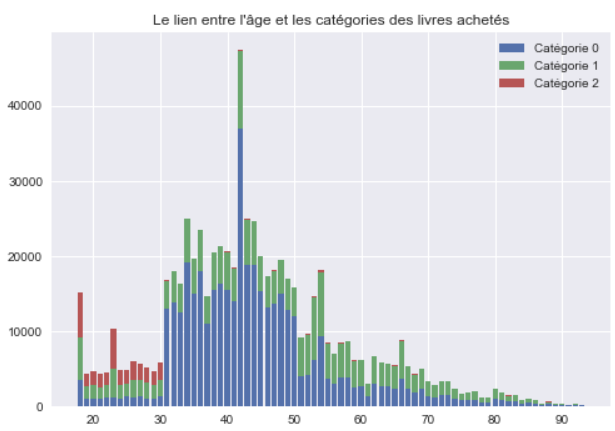 Le lien entre l'âge et les catégories des livres achetés
Catégorie 0
Catégorie 1
Catégorie 2
40000
30000
20000
10000
0
20 30 40 50 60 70 80 90